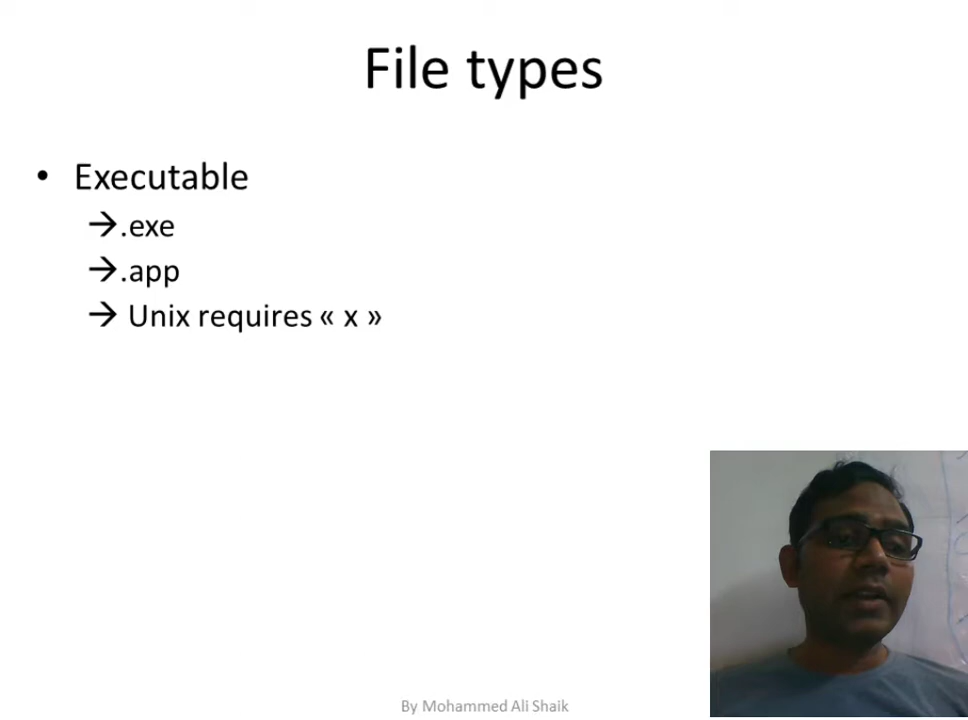 File types
• Executable
→.exe
→.app
→ Unix requires « x »
By Mohammed Ali Shaik